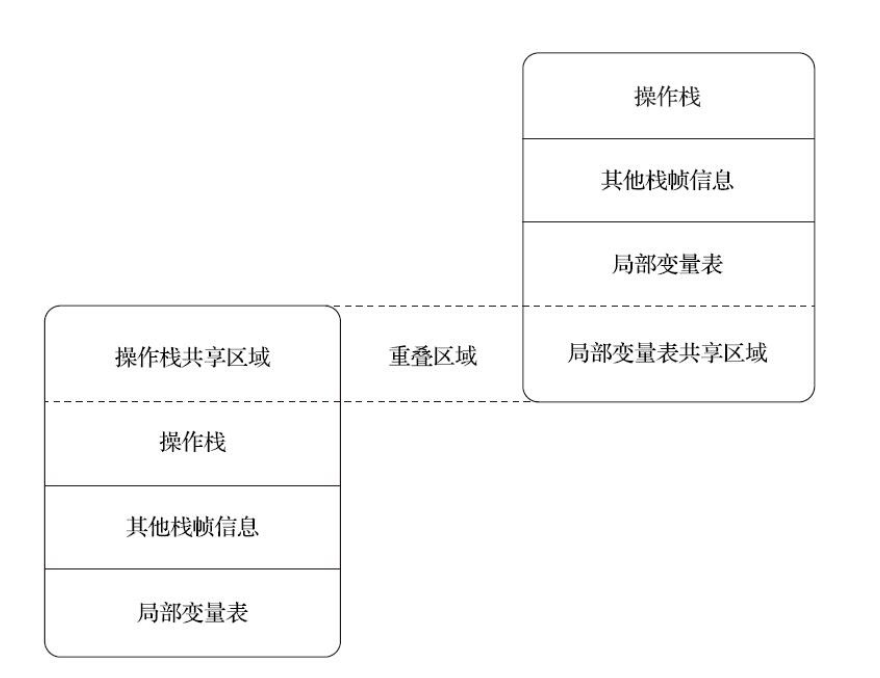 操作栈
其他栈帧信息
局部变量表
操作栈共享区域
重叠区域
局部变量表共享区域
操作栈
其他栈帧信息
局部变量表